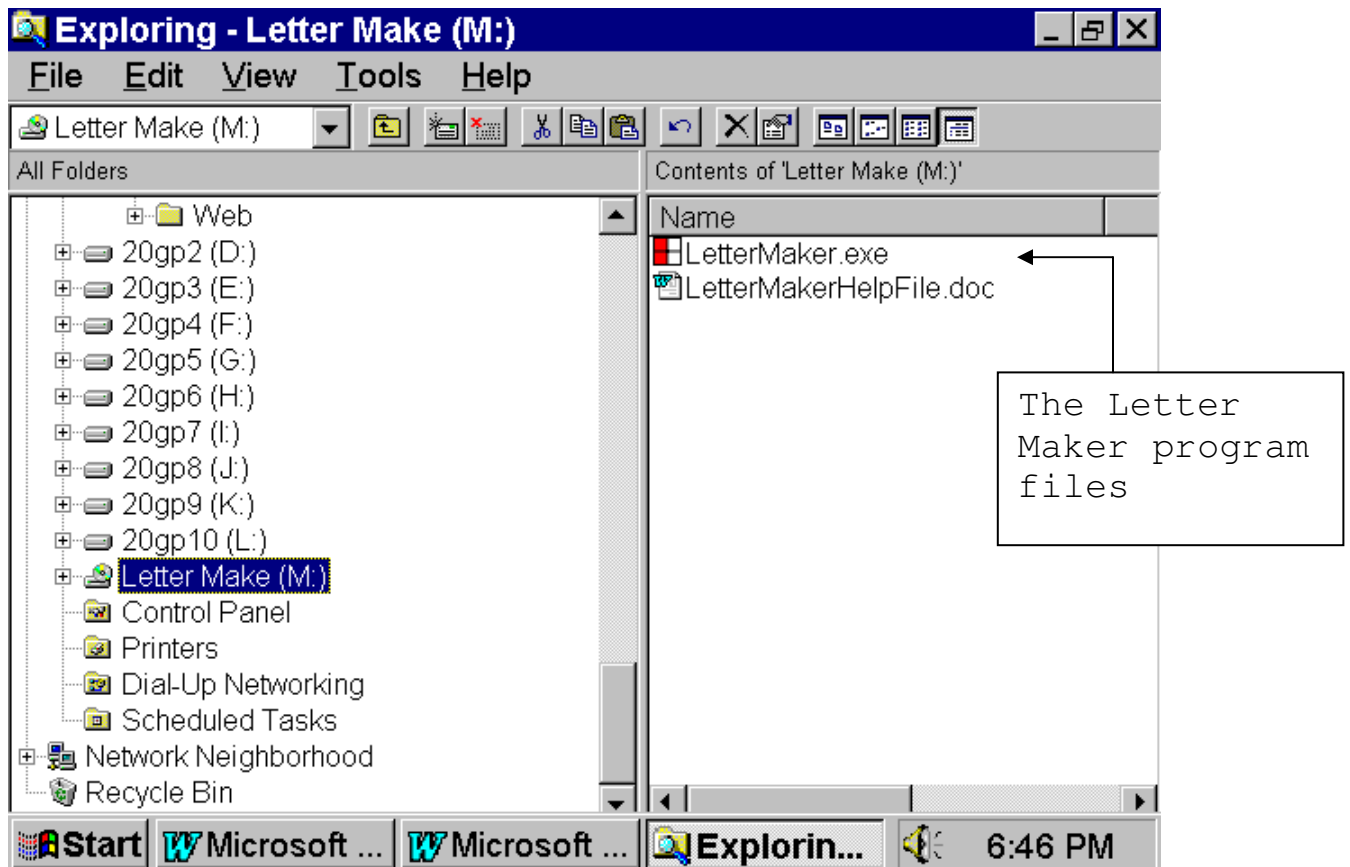 Exploring - Letter Make (M:)
File Edit View Tools Help
Letter Make (M:)
All Folders
Contents of 'Letter Make (M:)'
Web
20gp2 (D:)
20gp3 (E:)
20gp4 (F:)
20gp5 (G:)
20gp6 (H:)
20gp7 (I:)
20gp8 (J:)
20gp9 (K:)
20gp10 (L:)
Letter Make (M:)
Control Panel
Printers
Dial-Up Networking
Scheduled Tasks
Network Neighborhood
Recycle Bin
Name
LetterMaker.exe
LetterMakerHelpFile.doc
The Letter
Maker program
files
Start Microsoft ... Microsoft ... Explorin... 6:46 PM